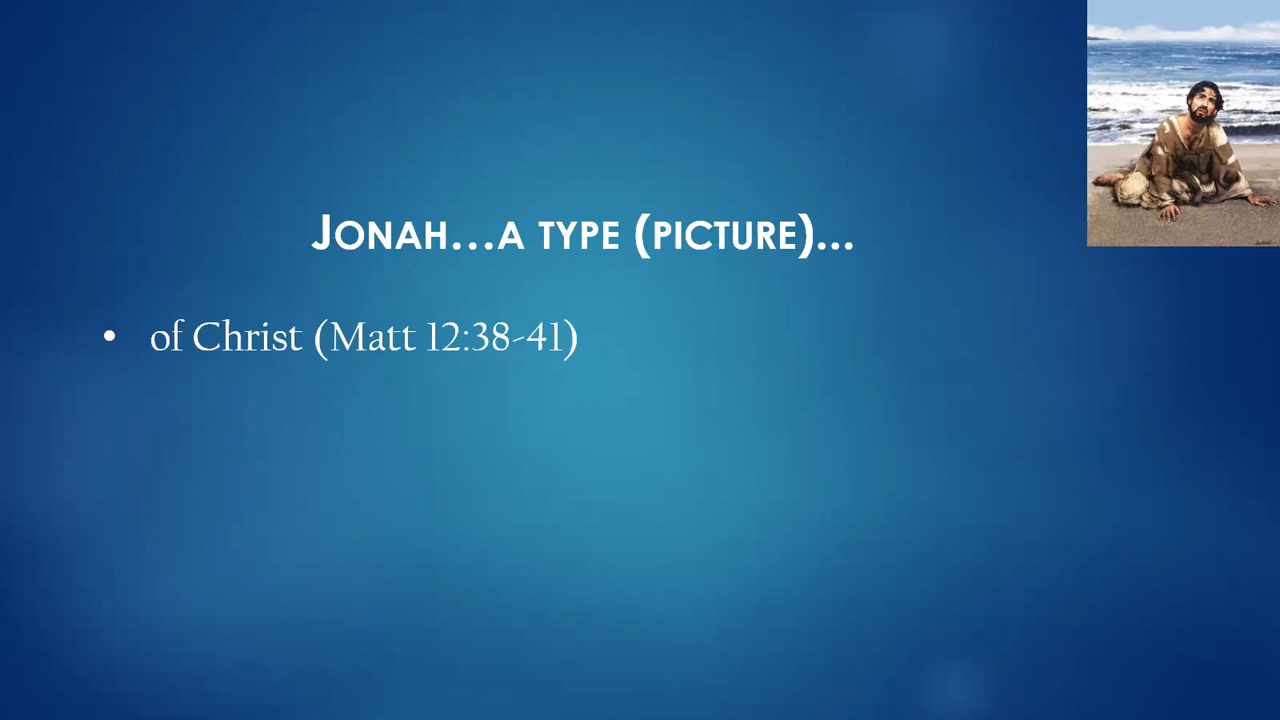 JONAH...A TYPE (PICTURE)...
• of Christ (Matt 12:38-41)